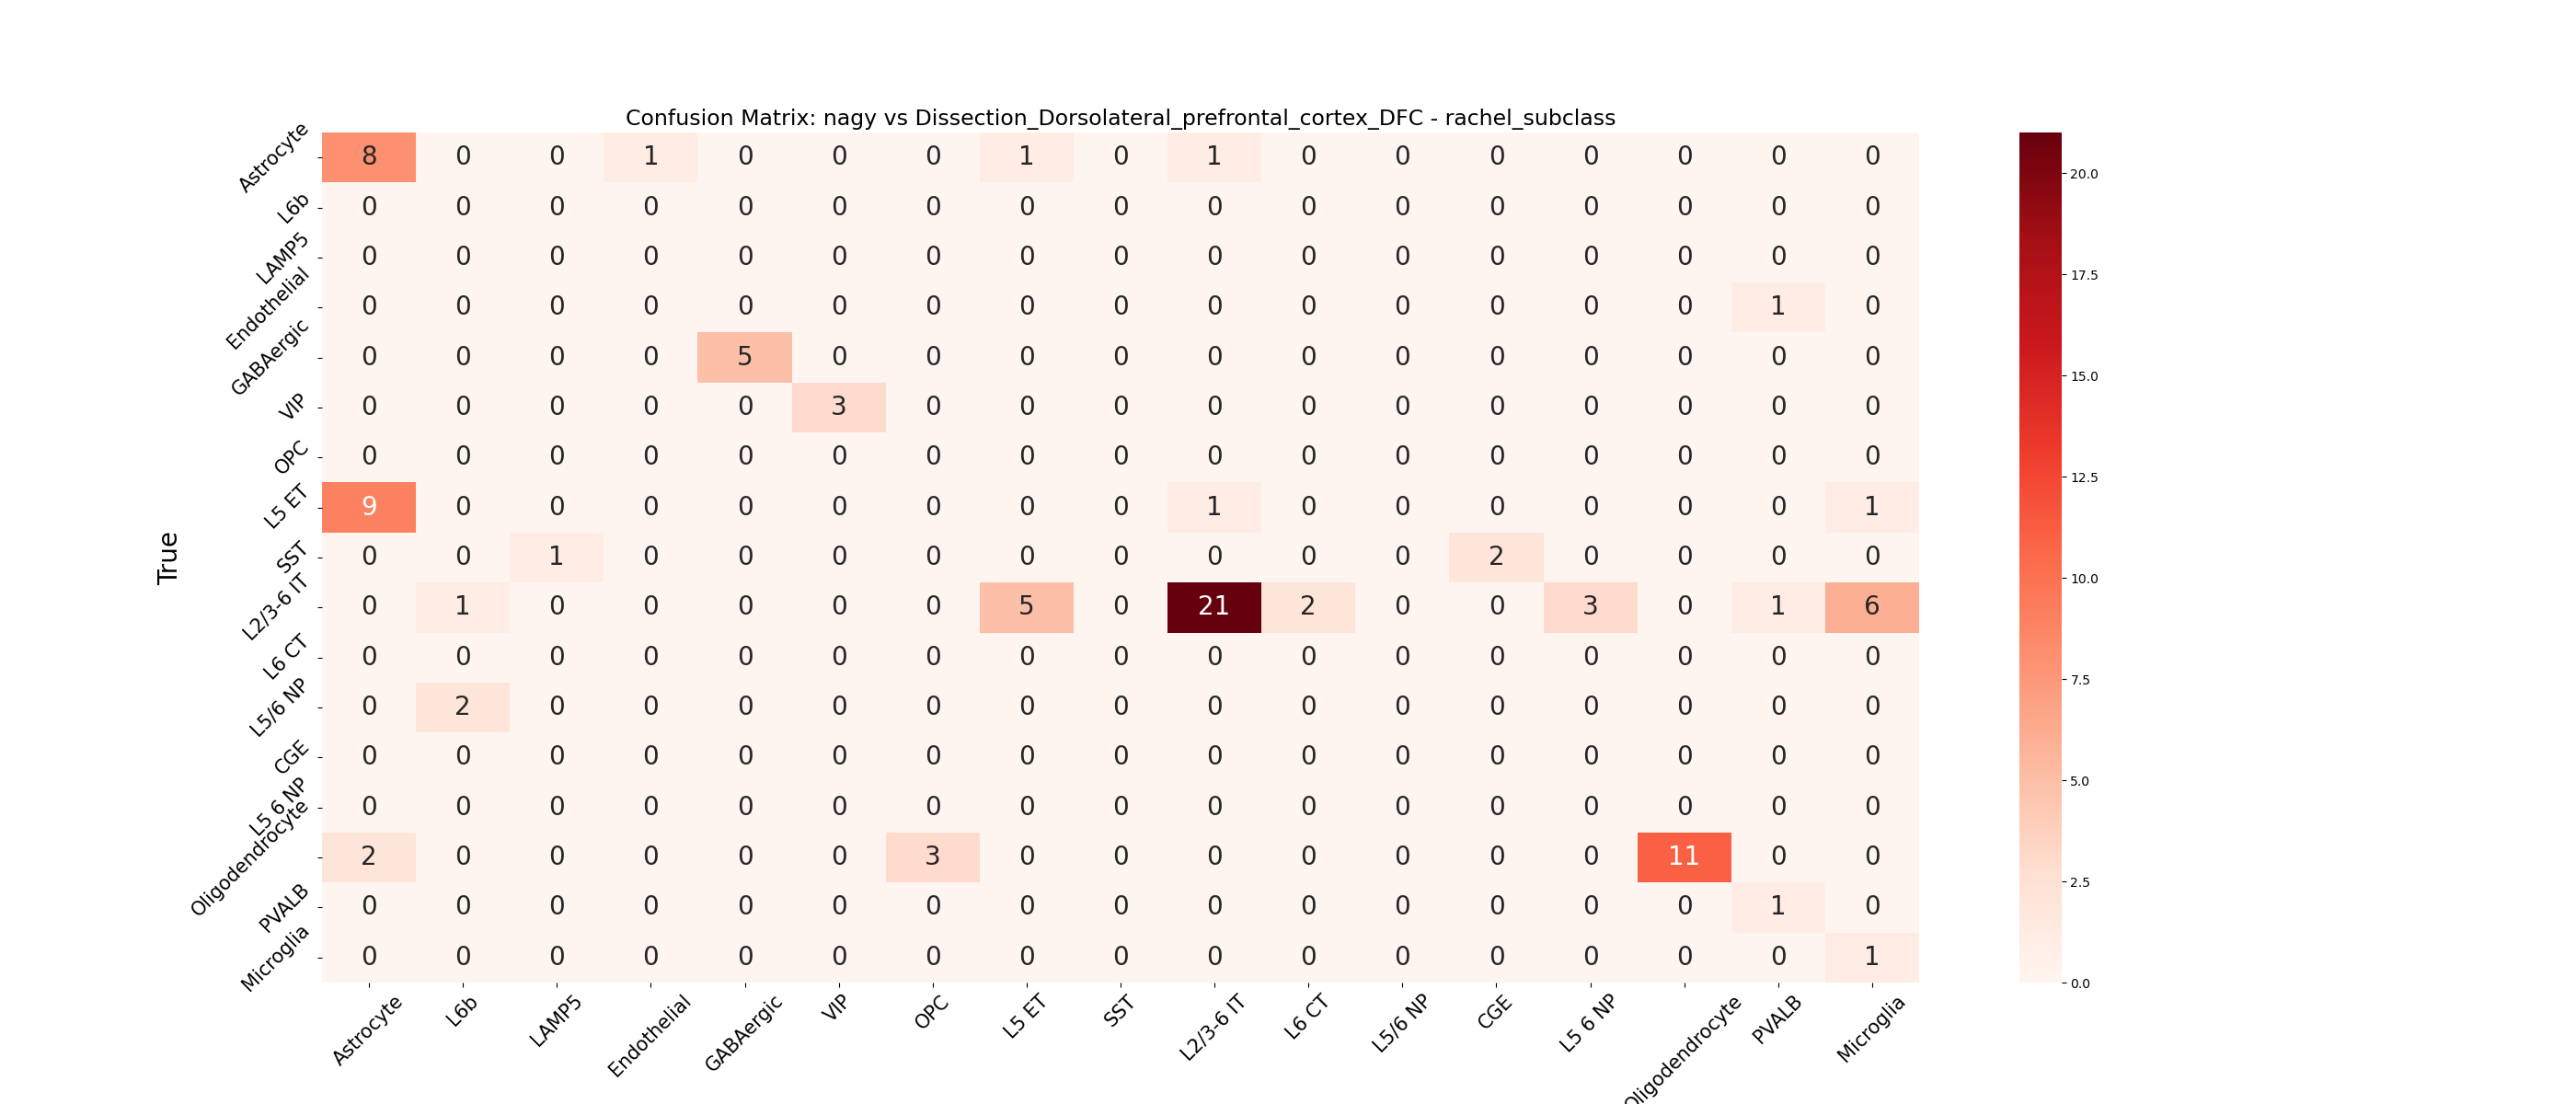 Confusion Matrix: nagy vs Dissection_Dorsolateral_prefrontal_cortex_DFC - rachel_subclass
True
Astrocyte 8 0 0 1 0 0 0 1 0 1 0 0 0 0 0 0 0
L6b 0 0 0 0 0 0 0 0 0 0 0 0 0 0 0 0 0
LAMP5 0 0 0 0 0 0 0 0 0 0 0 0 0 0 0 0 0
Endothelial 0 0 0 0 0 0 0 0 0 0 0 0 0 0 0 1 0
GABAergic 0 0 0 0 5 0 0 0 0 0 0 0 0 0 0 0 0
VIP 0 0 0 0 0 3 0 0 0 0 0 0 0 0 0 0 0
OPC 0 0 0 0 0 0 0 0 0 0 0 0 0 0 0 0 0
L5 ET 9 0 0 0 0 0 0 0 0 1 0 0 0 0 0 0 1
SST 0 0 1 0 0 0 0 0 0 0 0 0 2 0 0 0 0
L2/3-6 IT 0 1 0 0 0 0 0 5 0 21 2 0 0 3 0 1 6
L6 CT 0 0 0 0 0 0 0 0 0 0 0 0 0 0 0 0 0
L5/6 NP 0 2 0 0 0 0 0 0 0 0 0 0 0 0 0 0 0
CGE 0 0 0 0 0 0 0 0 0 0 0 0 0 0 0 0 0
L5 6 NP 0 0 0 0 0 0 0 0 0 0 0 0 0 0 0 0 0
Oligodendrocyte 2 0 0 0 0 0 3 0 0 0 0 0 0 0 11 0 0
PVALB 0 0 0 0 0 0 0 0 0 0 0 0 0 0 0 1 0
Microglia 0 0 0 0 0 0 0 0 0 0 0 0 0 0 0 0 1
Astrocyte L6b LAMP5 Endothelial GABAergic VIP OPC L5 ET SST L2/3-6 IT L6 CT L5/6 NP CGE L5 6 NP Oligodendrocyte PVALB Microglia
20.0
17.5
15.0
12.5
10.0
7.5
5.0
2.5
0.0